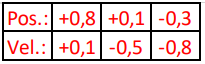 Pos.: +0,8 +0,1 -0,3
Vel.: +0,1 -0,5 -0,8